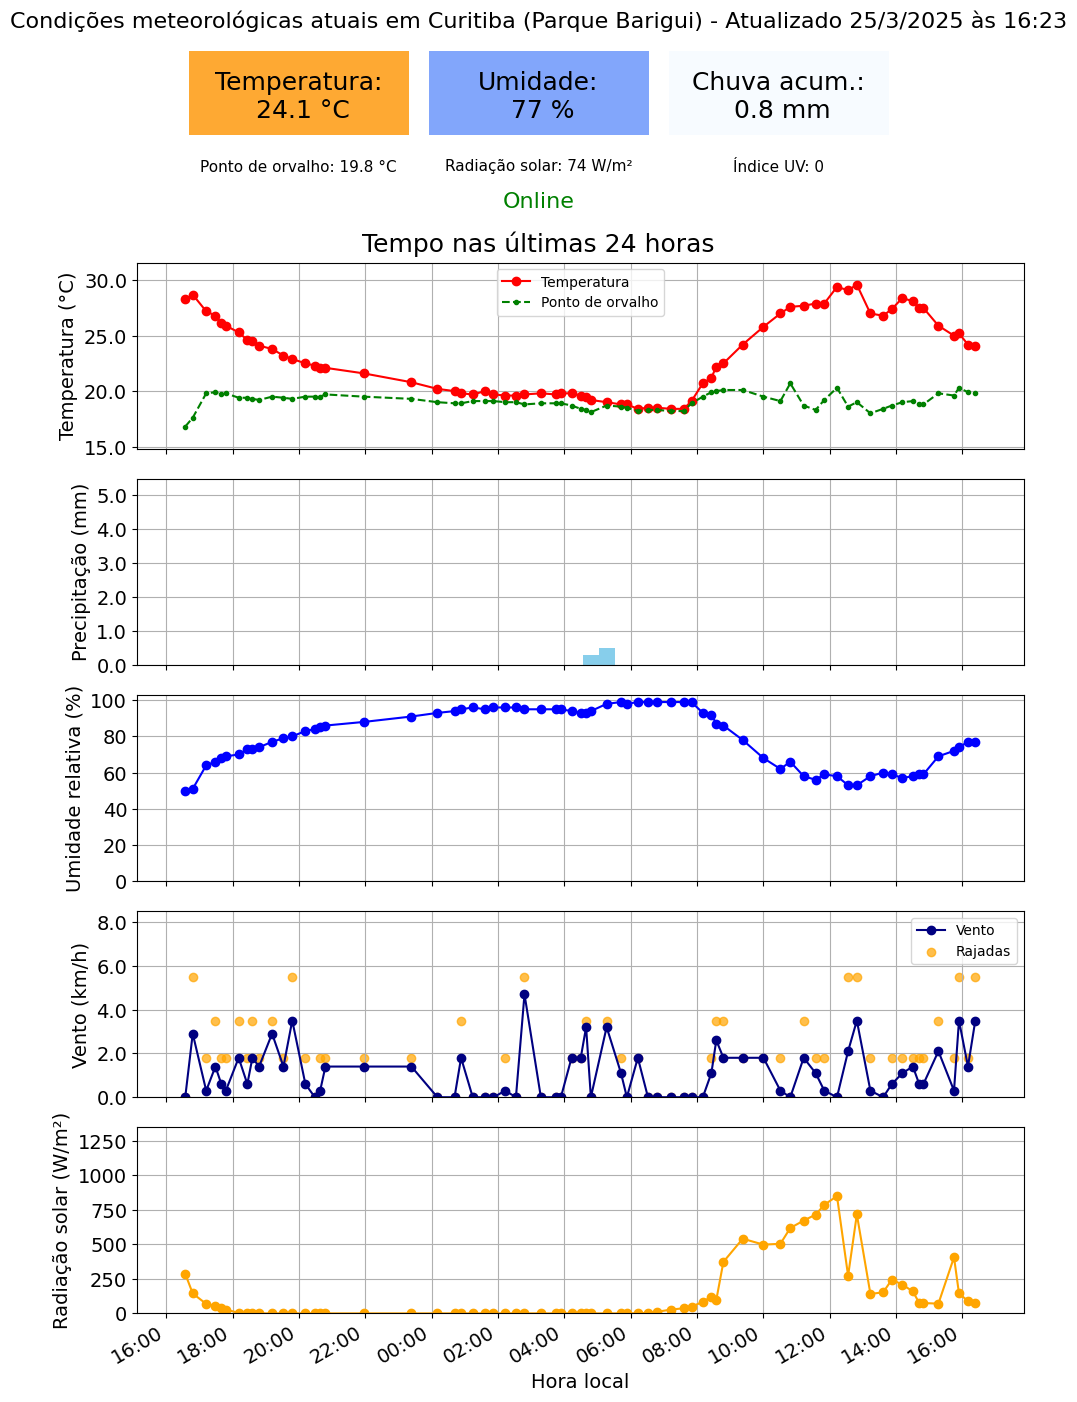 Condições meteorológicas atuais em Curitiba (Parque Barigui) - Atualizado 25/3/2025 às 16:23
Temperatura:
24.1 °C
Umidade:
77 %
Chuva acum.:
0.8 mm
Ponto de orvalho: 19.8 °C
Radiação solar: 74 W/m²
Índice UV: 0
Online
Tempo nas últimas 24 horas
Temperatura (°C)
30.0
25.0
20.0
15.0
Temperatura
Ponto de orvalho
Precipitação (mm)
5.0
4.0
3.0
2.0
1.0
0.0
Umidade relativa (%)
100
80
60
40
20
0
Vento (km/h)
8.0
6.0
4.0
2.0
0.0
Vento
Rajadas
Radiação solar (W/m²)
1250
1000
750
500
250
0
16:00
18:00
20:00
22:00
00:00
02:00
04:00
06:00
08:00
10:00
12:00
14:00
16:00
Hora local